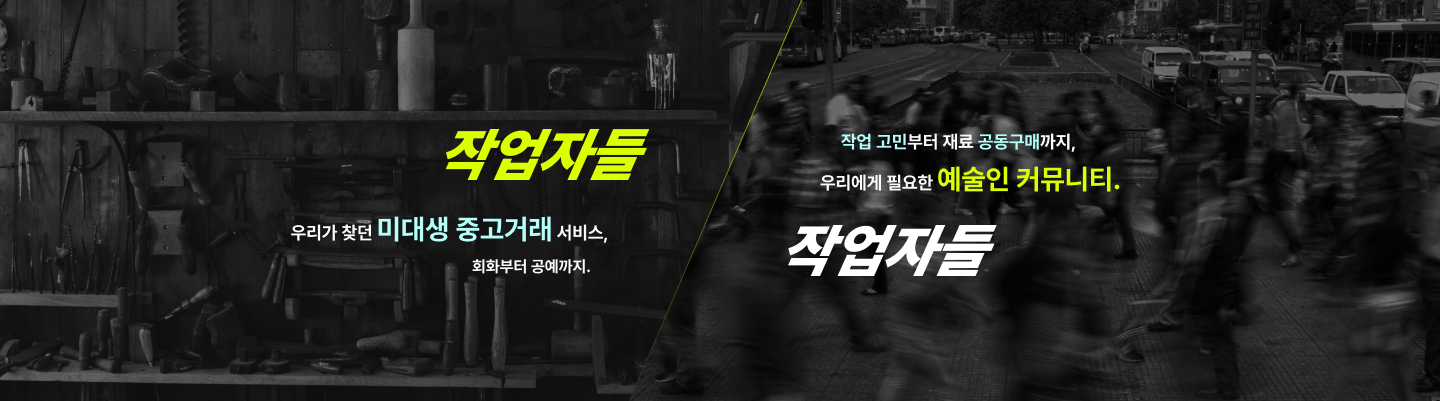 작업자들
우리가 찾던 미대생 중고거래 서비스,
회화부터 공예까지.
작업 고민부터 재료 공동구매까지,
우리에게 필요한 예술인 커뮤니티.
작업자들